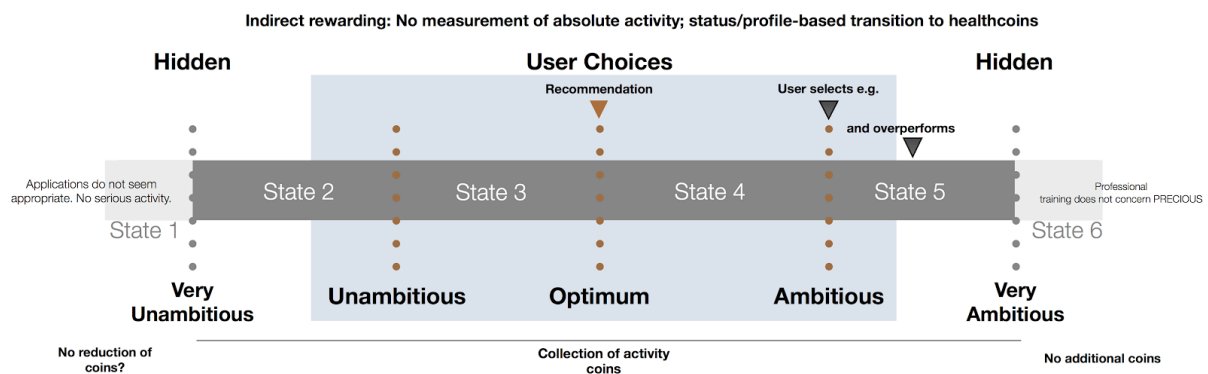 Indirect rewarding: No measurement of absolute activity; status/profile-based transition to healthcoins
Hidden
User Choices
Hidden
Recommendation
User selects e.g.
and overperforms
Applications do not seem
appropriate. No serious activity.
State 1
State 2
State 3
State 4
State 5
Professional
training does not concern PRECIOUS
State 6
Very
Unambitious
Unambitious
Optimum
Ambitious
Very
Ambitious
No reduction of
coins?
Collection of activity
coins
No additional coins